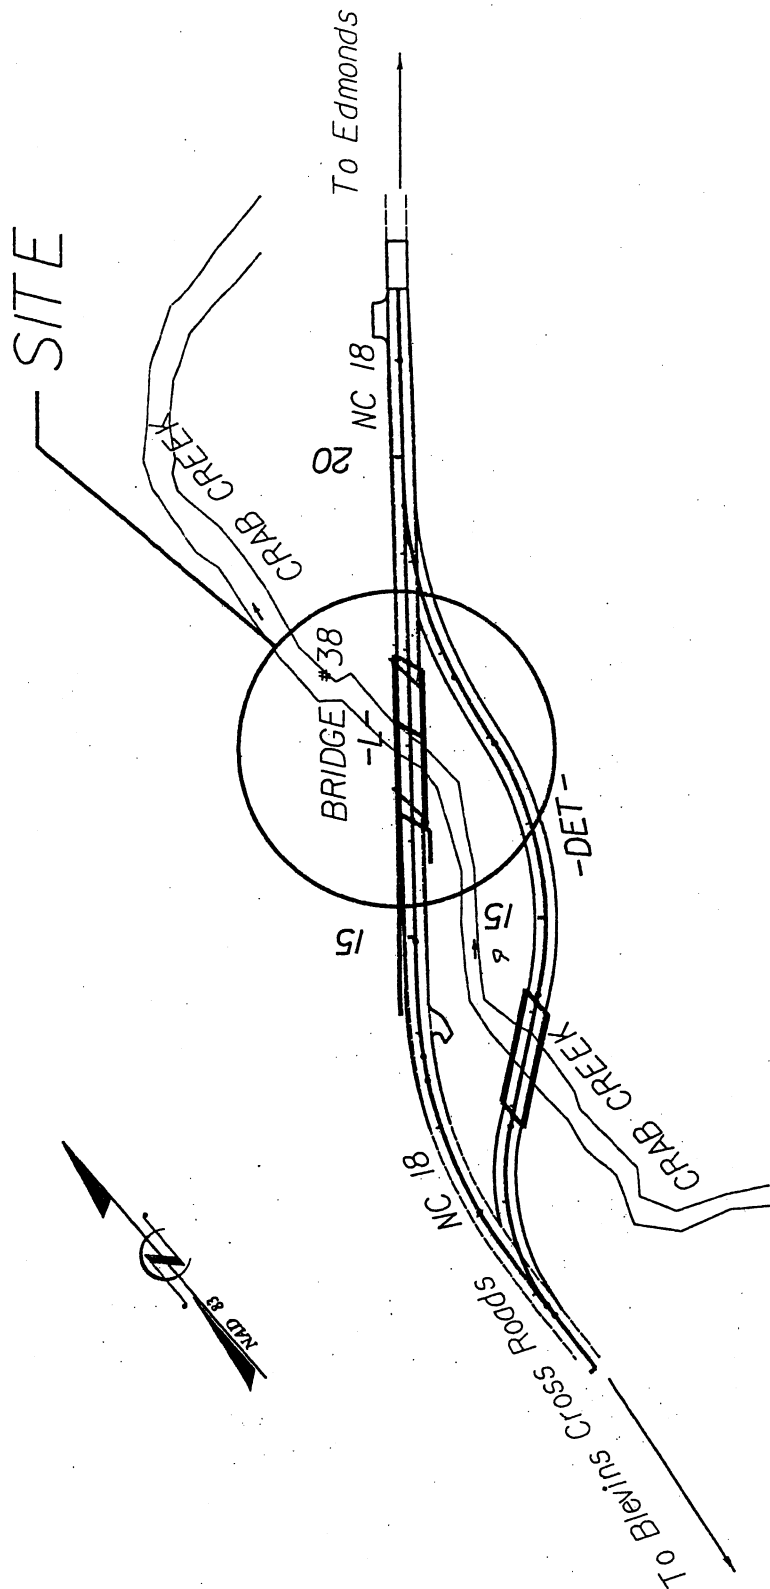 SITE
To Edmonds
NC 18
20
CRAB CREEK
BRIDGE #38
-L-
-DET-
15
15
CRAB CREEK
NC 18
To Blevins Cross Roads
N
NAD 83